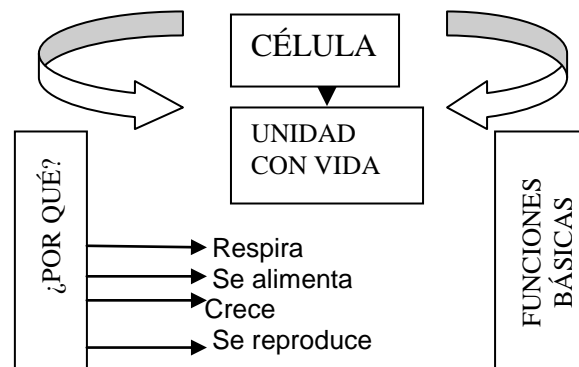 CÉLULA
UNIDAD
CON VIDA
¿POR QUÉ?
Respira
Se alimenta
Crece
Se reproduce
FUNCIONES
BÁSICAS